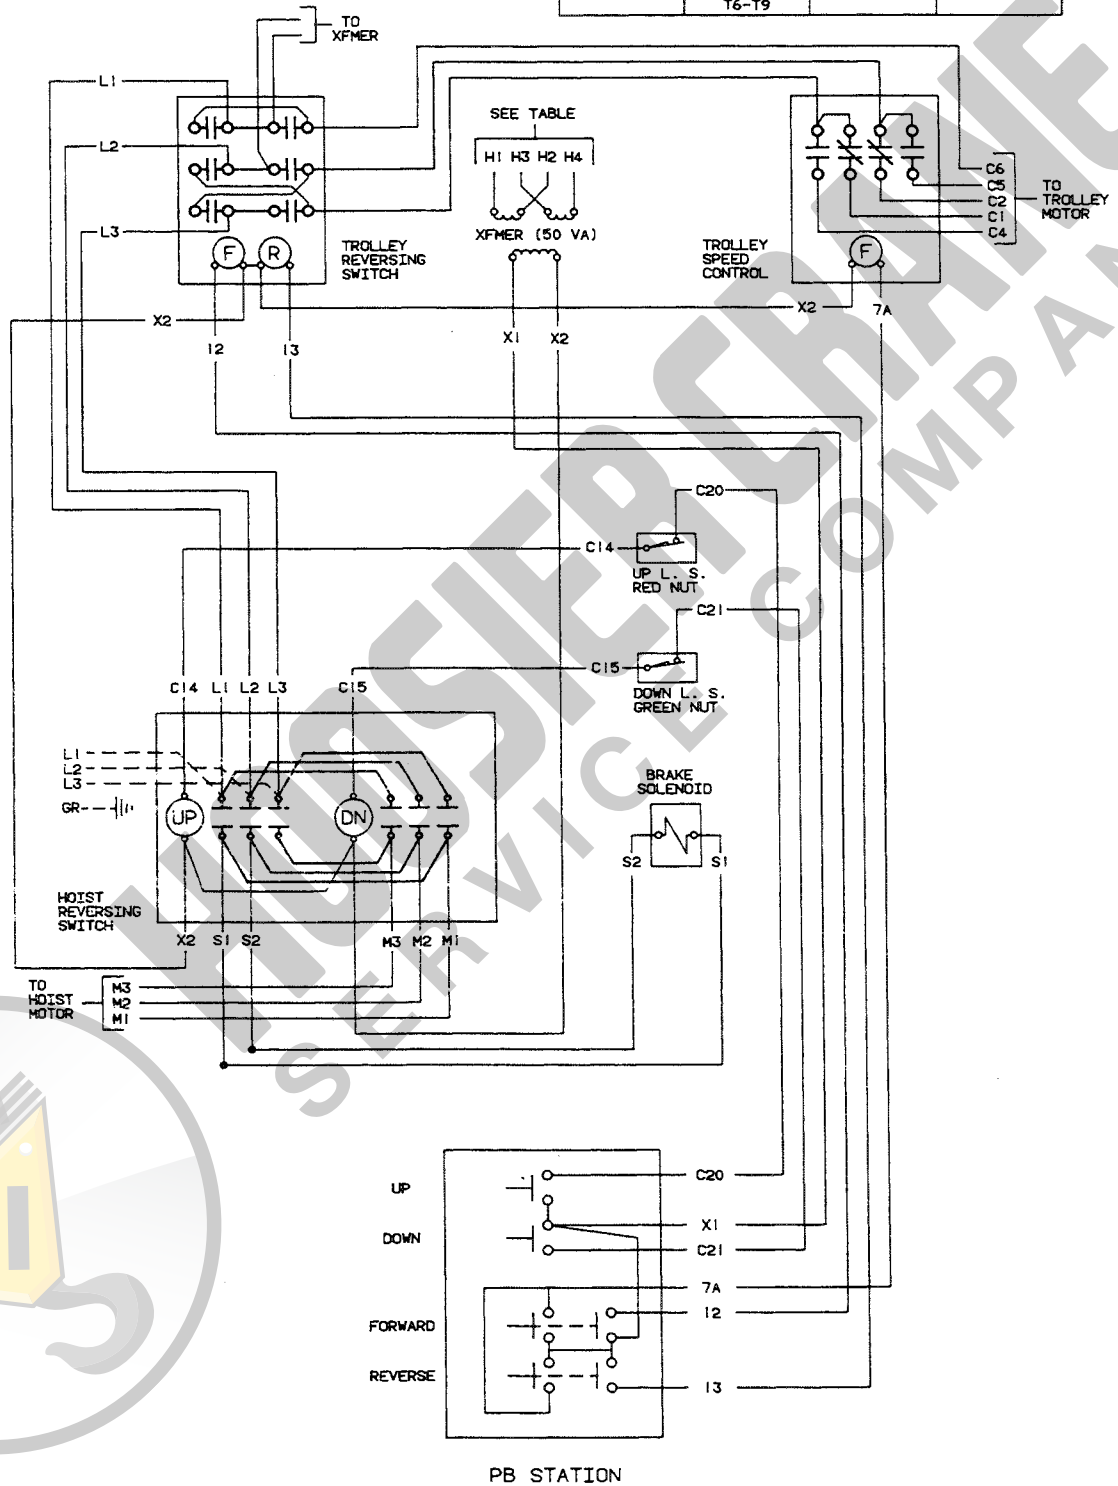 T6-T9
TO
XFMER
L1
SEE TABLE
L2
H1 H3 H2 H4
C6
C5
C2
C1
C4
TO
TROLLEY
MOTOR
L3
XFMER (50 VA)
F R
TROLLEY
REVERSING
SWITCH
TROLLEY
SPEED
CONTROL
F
X2
X2
7A
12
13
X1
X2
C20
C14
UP L. S.
RED NUT
C21
C15
C14 L1 L2 L3
C15
DOWN L. S.
GREEN NUT
L1
L2
L3
GR
UP
DN
BRAKE
SOLENOID
S2
S1
HOIST
REVERSING
SWITCH
X2 S1 S2
M3 M2 M1
TO
HOIST
MOTOR
M3
M2
M1
UP
C20
X1
DOWN
C21
7A
12
FORWARD
REVERSE
13
PB STATION
HOOSIER CRANE
SERVICE COMPAN